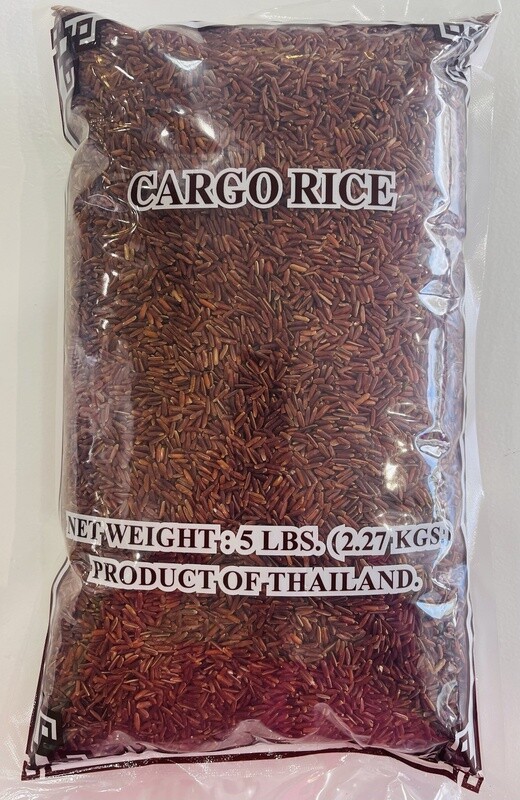 CARGO RICE
NET WEIGHT : 5 LBS. (2.27 KGS.)
PRODUCT OF THAILAND.